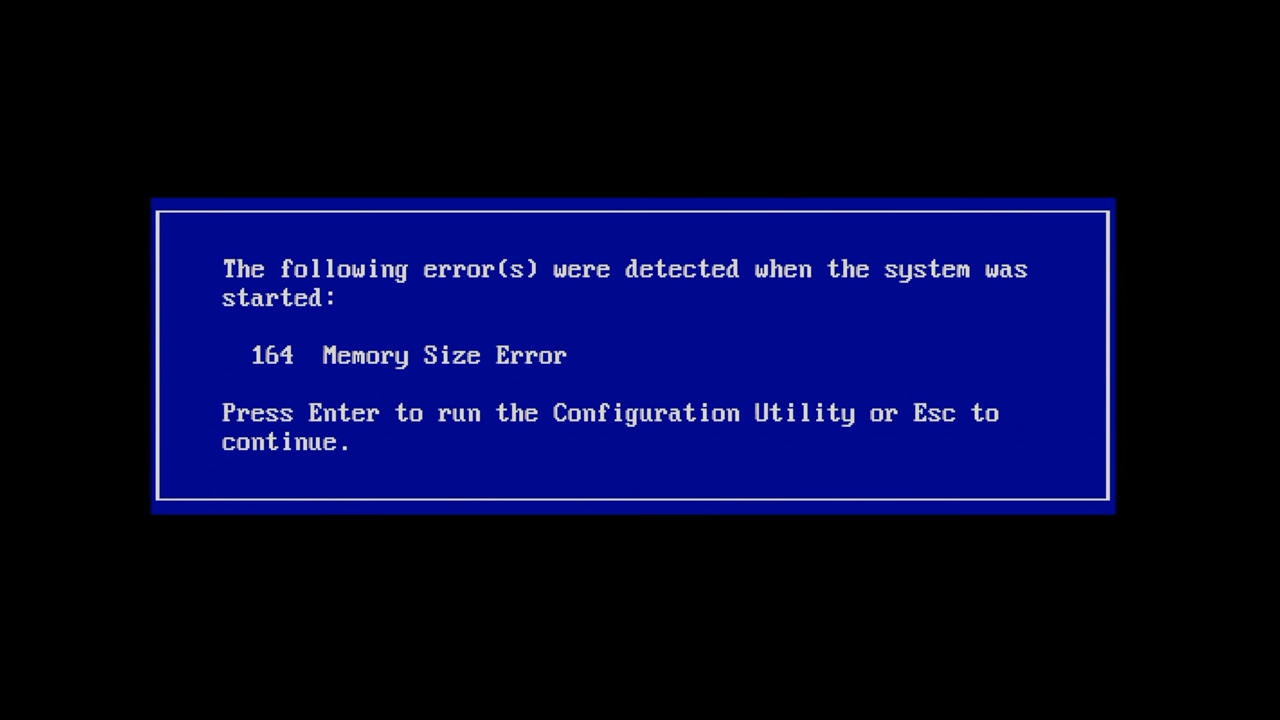 The following error(s) were detected when the system was
started:
164 Memory Size Error
Press Enter to run the Configuration Utility or Esc to
continue.